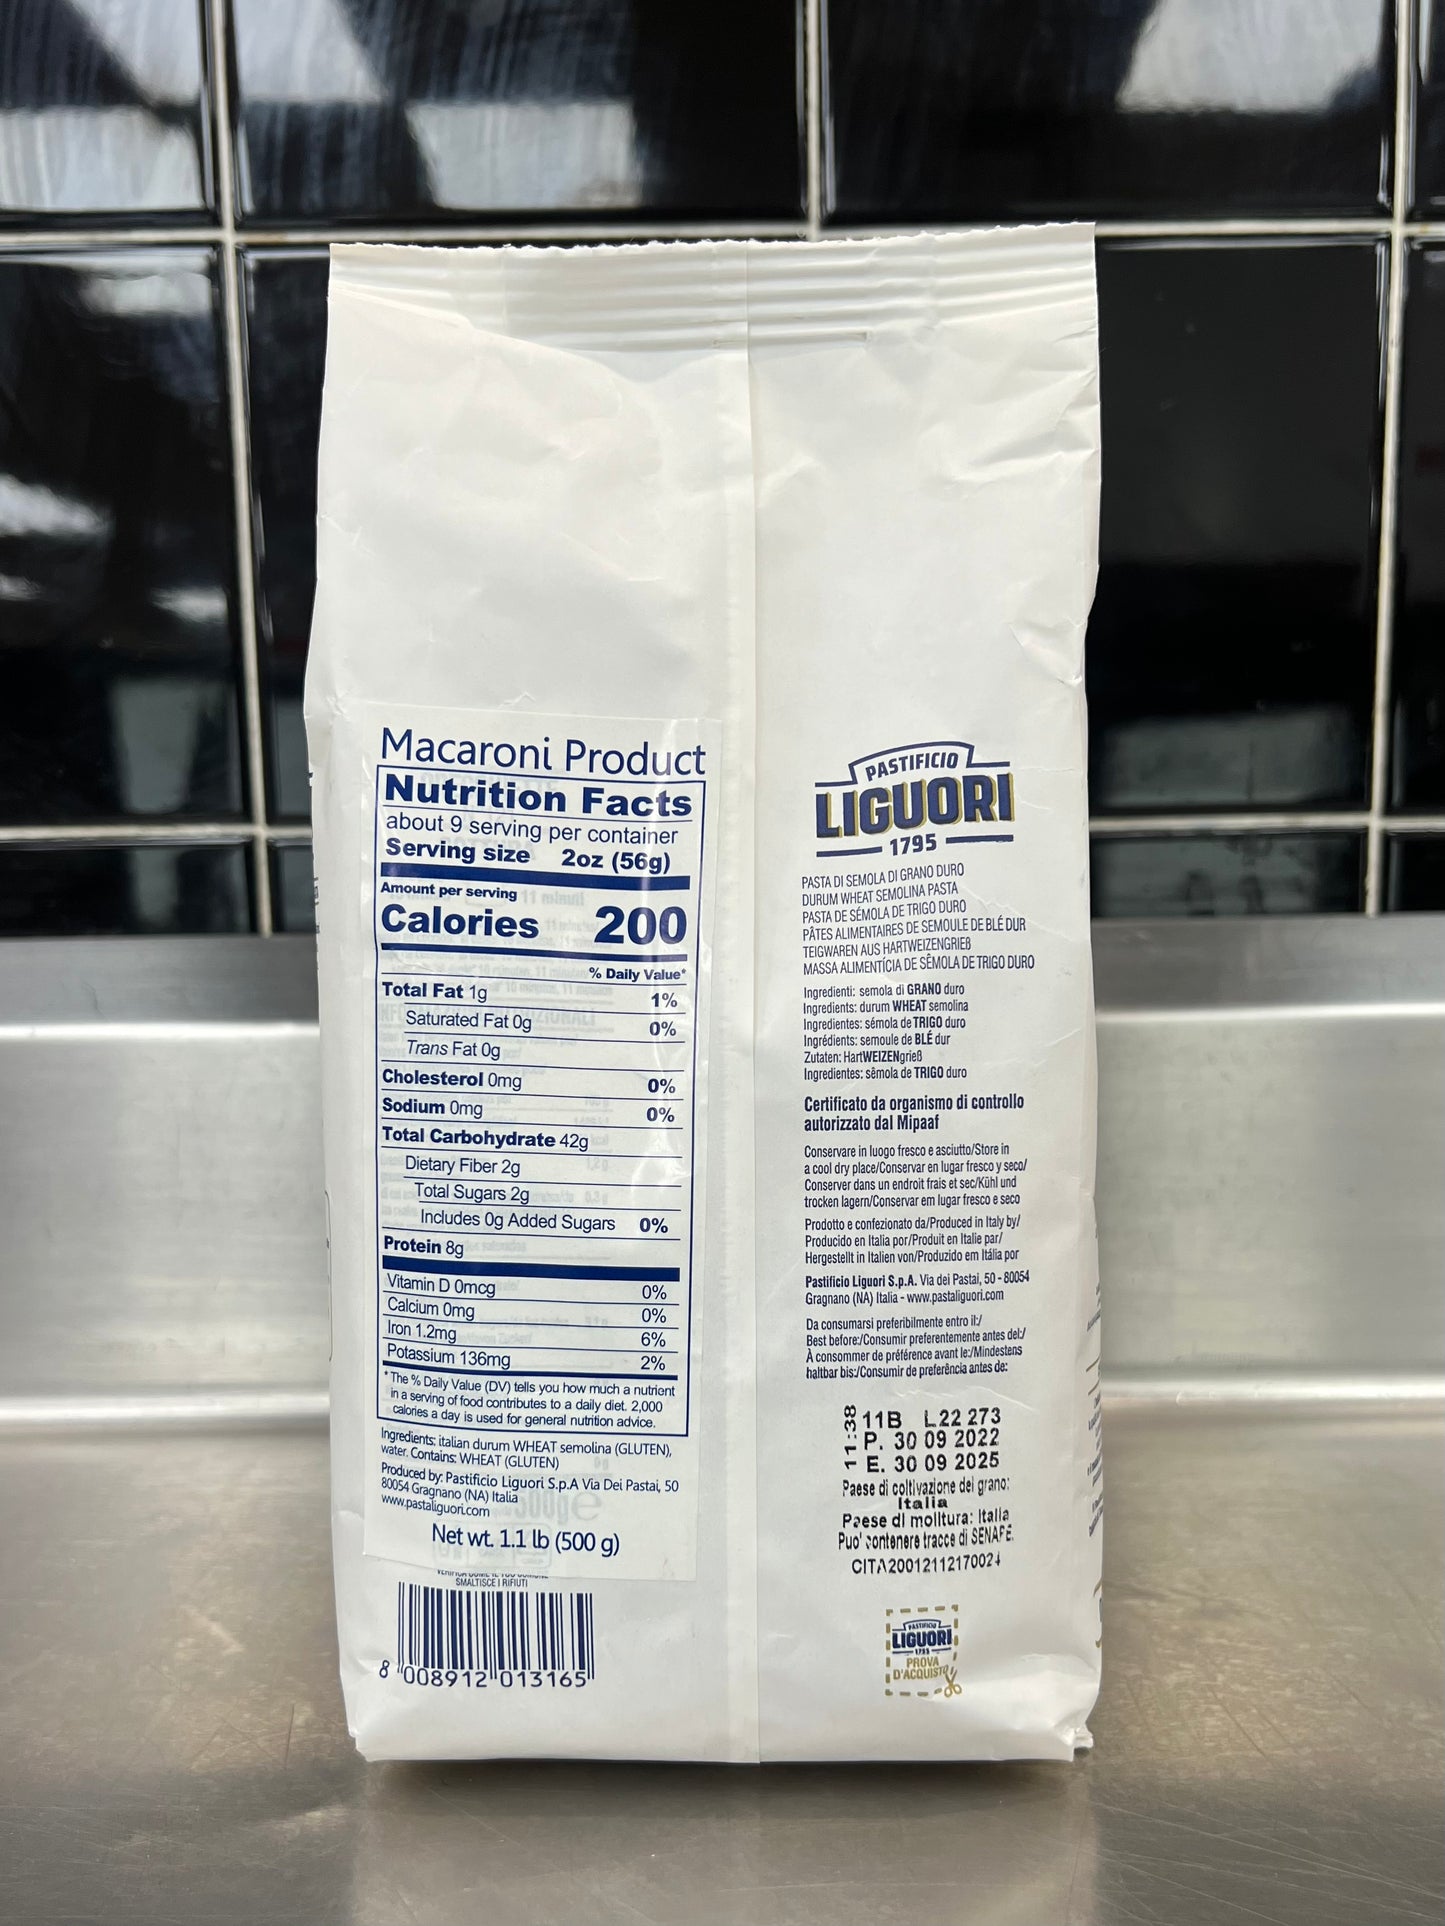 Macaroni Product
Nutrition Facts
about 9 serving per container
Serving size 2oz (56g)
Amount per serving
Calories 200
% Daily Value*
Total Fat 1g 1%
Saturated Fat 0g 0%
Trans Fat 0g
Cholesterol 0mg 0%
Sodium 0mg 0%
Total Carbohydrate 42g
Dietary Fiber 2g
Total Sugars 2g
Includes 0g Added Sugars 0%
Protein 8g
Vitamin D 0mcg 0%
Calcium 0mg 0%
Iron 1.2mg 6%
Potassium 136mg 2%
* The % Daily Value (DV) tells you how much a nutrient
in a serving of food contributes to a daily diet. 2,000
calories a day is used for general nutrition advice.
Ingredients: italian durum WHEAT semolina (GLUTEN),
water. Contains: WHEAT (GLUTEN)
Produced by: Pastificio Liguori S.p.A Via Dei Pastai, 50
80054 Gragnano (NA) Italia
www.pastaliguori.com
Net wt. 1.1 lb (500 g)
SMALTISCE I RIFIUTI
8 008912 013165
PASTIFICIO
LIGUORI
1795
PASTA DI SEMOLA DI GRANO DURO
DURUM WHEAT SEMOLINA PASTA
PASTA DE SÉMOLA DE TRIGO DURO
PÂTES ALIMENTAIRES DE SEMOULE DE BLÉ DUR
TEIGWAREN AUS HARTWEIZENGRIEß
MASSA ALIMENTÍCIA DE SÊMOLA DE TRIGO DURO
Ingredienti: semola di GRANO duro
Ingredients: durum WHEAT semolina
Ingredientes: sémola de TRIGO duro
Ingrédients: semoule de BLÉ dur
Zutaten: HartWEIZENgrieß
Ingredientes: sêmola de TRIGO duro
Certificato da organismo di controllo
autorizzato dal Mipaaf
Conservare in luogo fresco e asciutto/Store in
a cool dry place/Conservar en lugar fresco y seco/
Conserver dans un endroit frais et sec/Kühl und
trocken lagern/Conservar em lugar fresco e seco
Prodotto e confezionato da/Produced in Italy by/
Producido en Italia por/Produit en Italie par/
Hergestellt in Italien von/Produzido em Itália por
Pastificio Liguori S.p.A. Via dei Pastai, 50 - 80054
Gragnano (NA) Italia - www.pastaliguori.com
Da consumarsi preferibilmente entro il:/
Best before:/Consumir preferentemente antes del:/
À consommer de préférence avant le:/Mindestens
haltbar bis:/Consumir de preferência antes de:
11:38
11B L22 273
P. 30 09 2022
E. 30 09 2025
Paese di coltivazione del grano:
Italia
Paese di molitura: Italia
Puo' contenere tracce di SENAPE.
CITA20012112170024
PASTIFICIO
LIGUORI
1795
PROVA
D'ACQUISTO